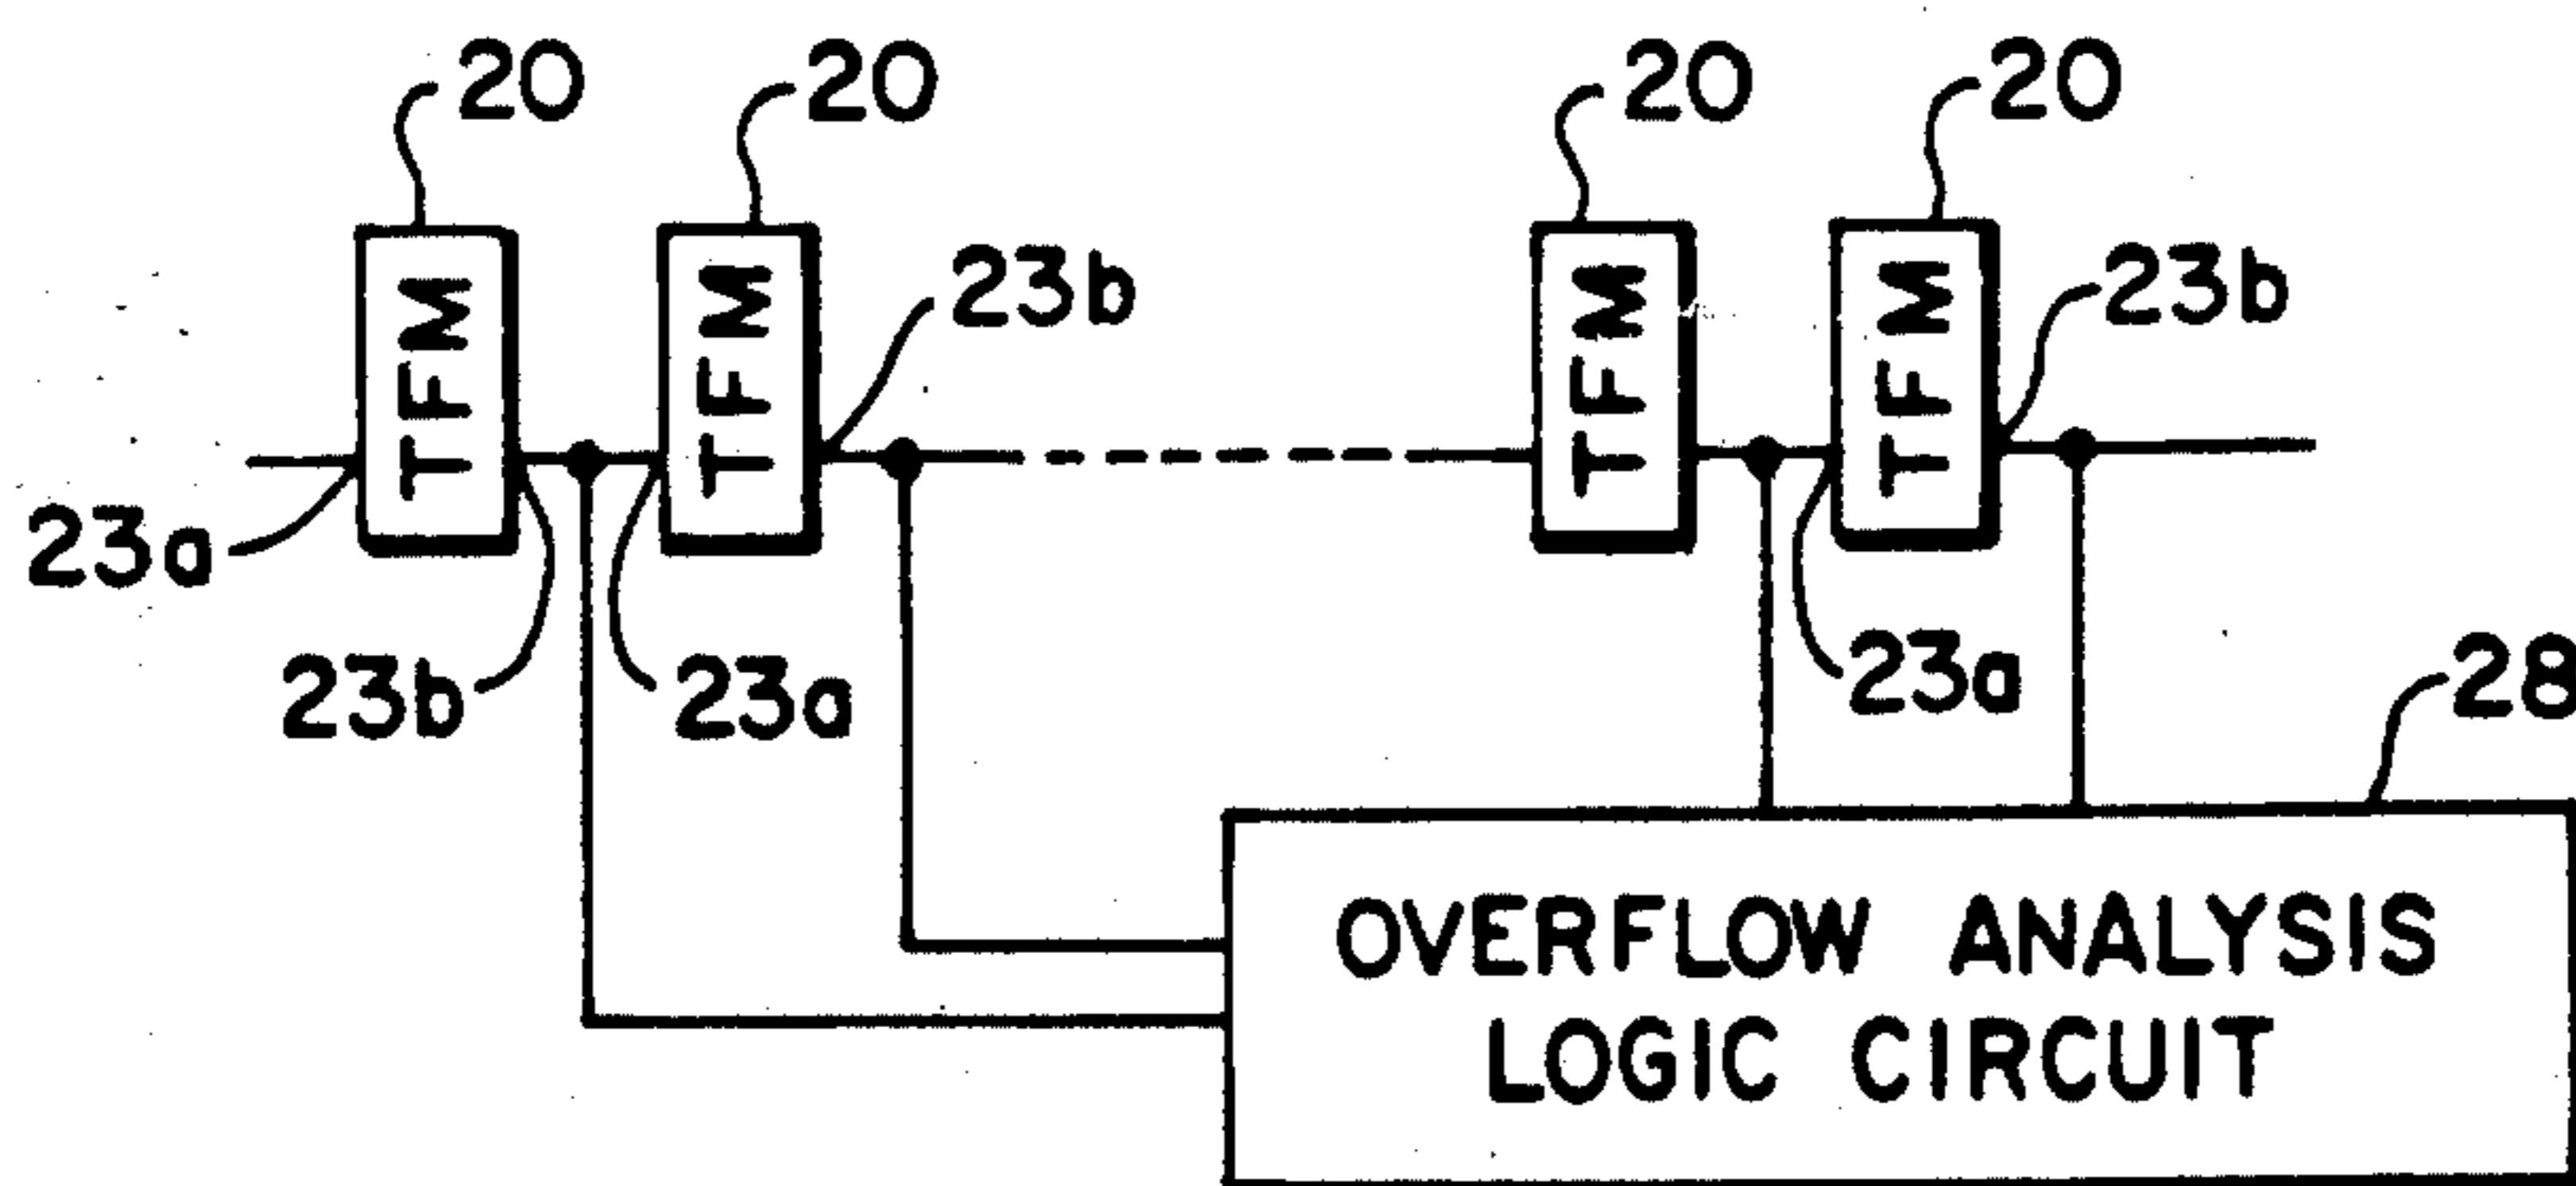 20 20 20 20
TFM TFM TFM TFM
23b 23b
23a
23b 23a 23a
28
OVERFLOW ANALYSIS
LOGIC CIRCUIT